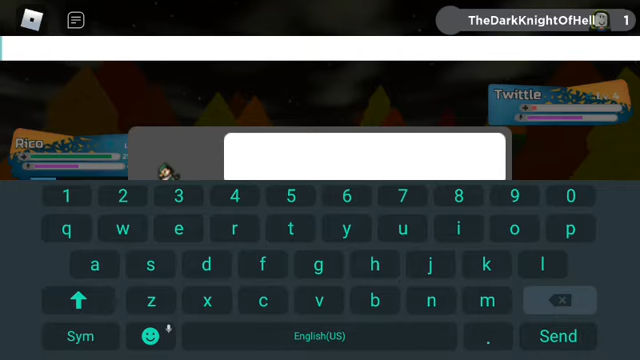 TheDarkKnightOfHell 1
Twittle
Rico
1 2 3 4 5 6 7 8 9 0
q w e r t y u i o p
a s d f g h j k l
z x c v b n m
Sym English(US) . Send